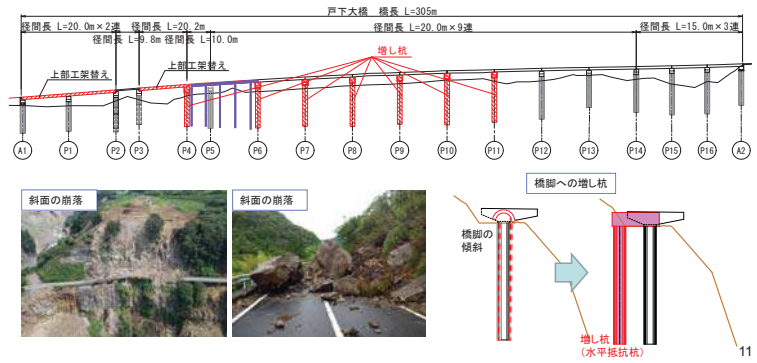 戸下大橋 橋長 L=305m
径間長 L=20.0m×2連
径間長 L=20.2m
径間長 L=20.0m×9連
径間長 L=15.0m×3連
径間長 L=9.8m
径間長 L=10.0m
増し杭
上部工架替え
上部工架替え
A1
P1
P2
P3
P4
P5
P6
P7
P8
P9
P10
P11
P12
P13
P14
P15
P16
A2
斜面の崩落
斜面の崩落
橋脚への増し杭
橋脚の
傾斜
増し杭
(水平抵抗杭)
11